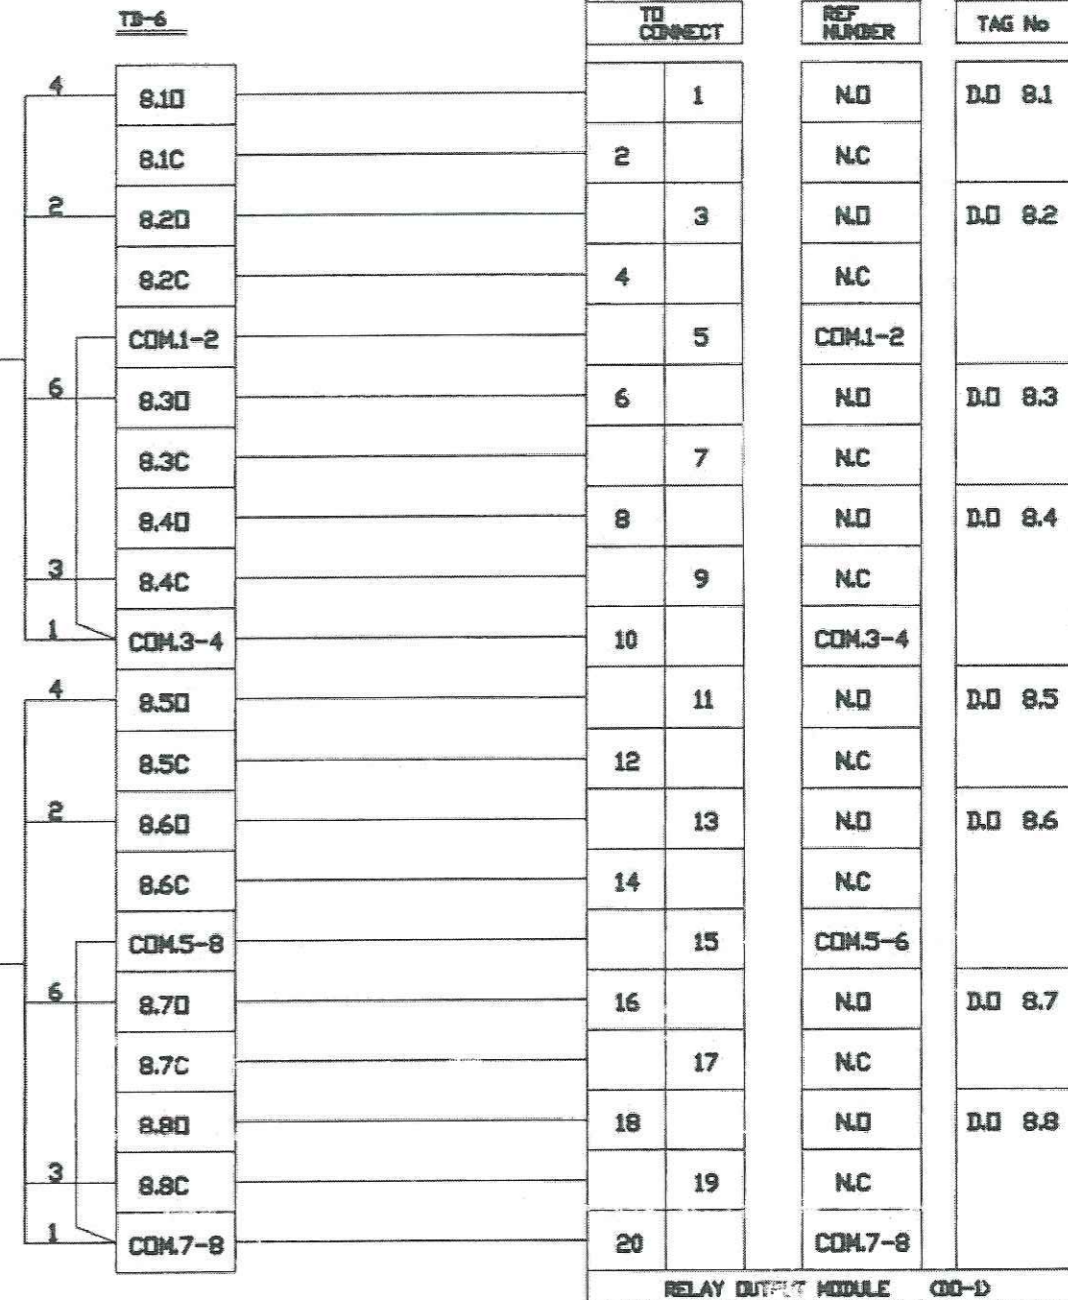 TB-6 TO CONNECT REF NUMBER TAG No
4 8.1O 1 N.O D.O 8.1
8.1C 2 N.C
2 8.2O 3 N.O D.O 8.2
8.2C 4 N.C
COM.1-2 5 COM.1-2
6 8.3O 6 N.O D.O 8.3
8.3C 7 N.C
8.4O 8 N.O D.O 8.4
3 8.4C 9 N.C
1 COM.3-4 10 COM.3-4
4 8.5O 11 N.O D.O 8.5
8.5C 12 N.C
2 8.6O 13 N.O D.O 8.6
8.6C 14 N.C
COM.5-8 15 COM.5-6
6 8.7O 16 N.O D.O 8.7
8.7C 17 N.C
8.8O 18 N.O D.O 8.8
3 8.8C 19 N.C
1 COM.7-8 20 COM.7-8
RELAY OUTPUT MODULE (DO-1)